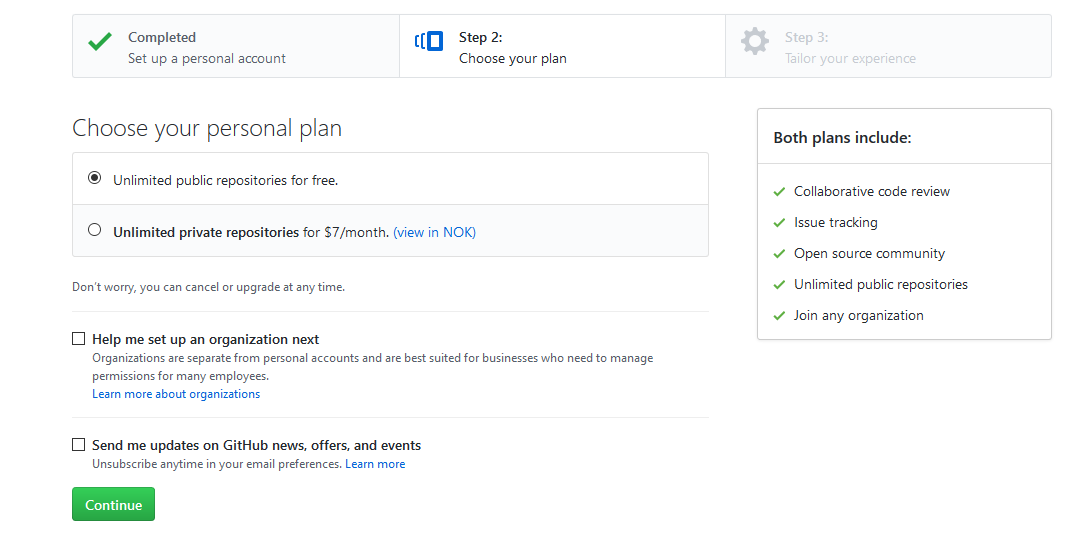 Completed
Set up a personal account
Step 2:
Choose your plan
Step 3:
Tailor your experience
Choose your personal plan
Unlimited public repositories for free.
Unlimited private repositories for $7/month. (view in NOK)
Don't worry, you can cancel or upgrade at any time.
Help me set up an organization next
Organizations are separate from personal accounts and are best suited for businesses who need to manage
permissions for many employees.
Learn more about organizations
Send me updates on GitHub news, offers, and events
Unsubscribe anytime in your email preferences. Learn more
Continue
Both plans include:
Collaborative code review
Issue tracking
Open source community
Unlimited public repositories
Join any organization